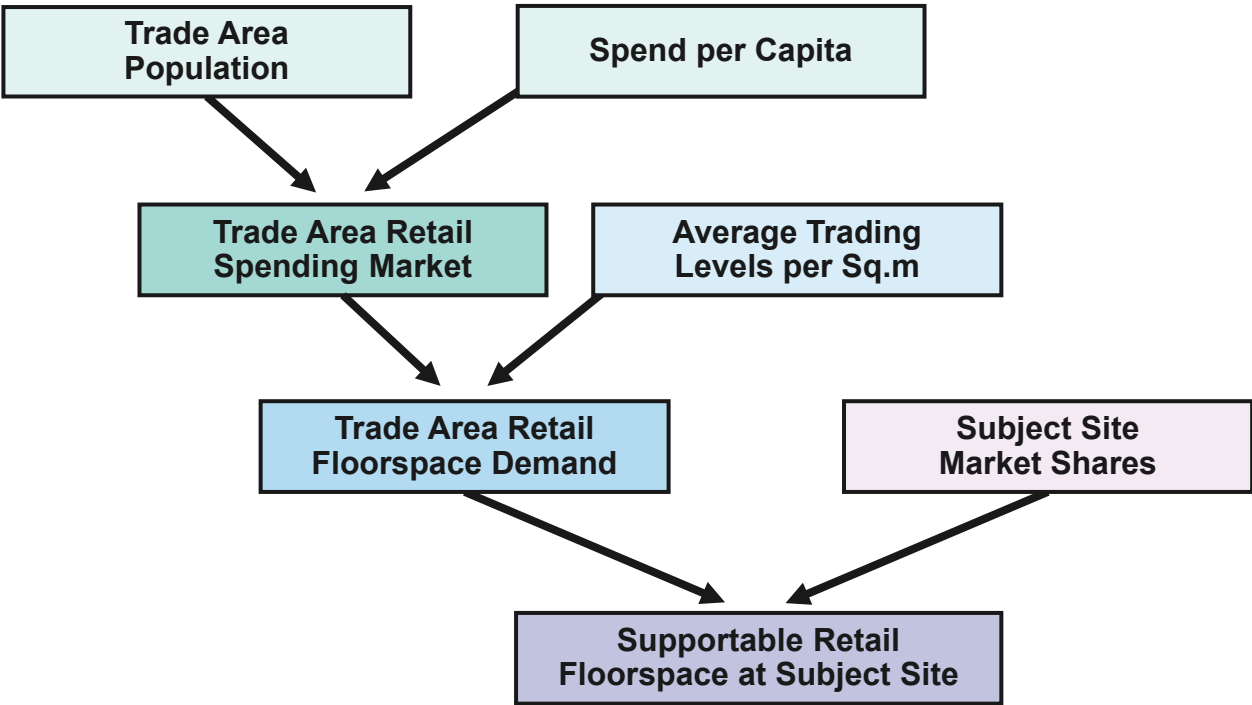 Trade Area
Population
Spend per Capita
Trade Area Retail
Spending Market
Average Trading
Levels per Sq.m
Trade Area Retail
Floorspace Demand
Subject Site
Market Shares
Supportable Retail
Floorspace at Subject Site